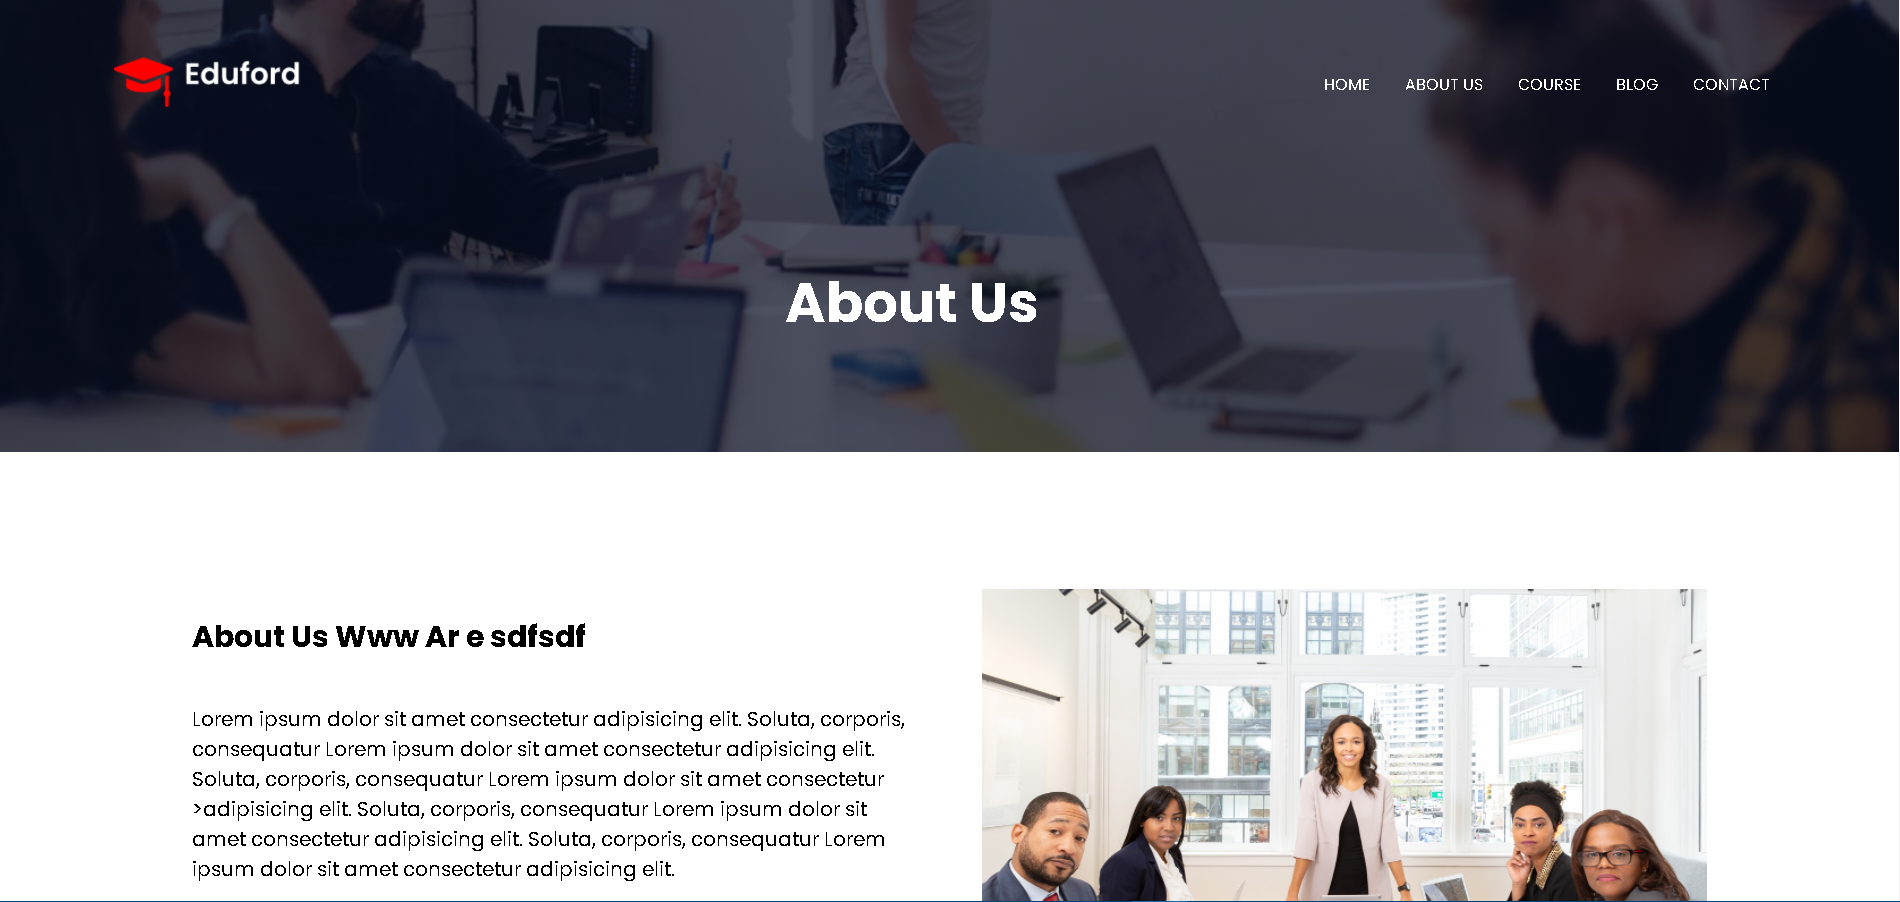 Eduford
HOME ABOUT US COURSE BLOG CONTACT
About Us
About Us Www Ar e sdfsdf
Lorem ipsum dolor sit amet consectetur adipisicing elit. Soluta, corporis,
consequatur Lorem ipsum dolor sit amet consectetur adipisicing elit.
Soluta, corporis, consequatur Lorem ipsum dolor sit amet consectetur
>adipisicing elit. Soluta, corporis, consequatur Lorem ipsum dolor sit
amet consectetur adipisicing elit. Soluta, corporis, consequatur Lorem
ipsum dolor sit amet consectetur adipisicing elit.